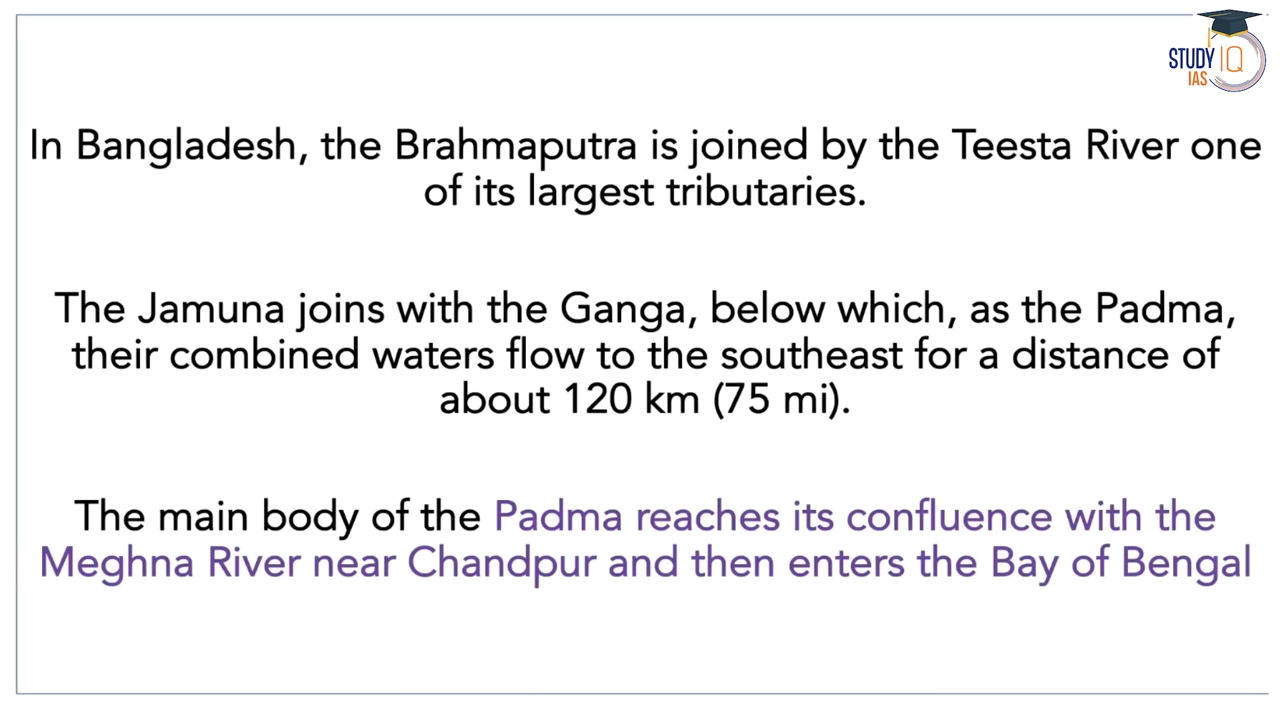 STUDY IQ
IAS
In Bangladesh, the Brahmaputra is joined by the Teesta River one
of its largest tributaries.
The Jamuna joins with the Ganga, below which, as the Padma,
their combined waters flow to the southeast for a distance of
about 120 km (75 mi).
The main body of the Padma reaches its confluence with the
Meghna River near Chandpur and then enters the Bay of Bengal